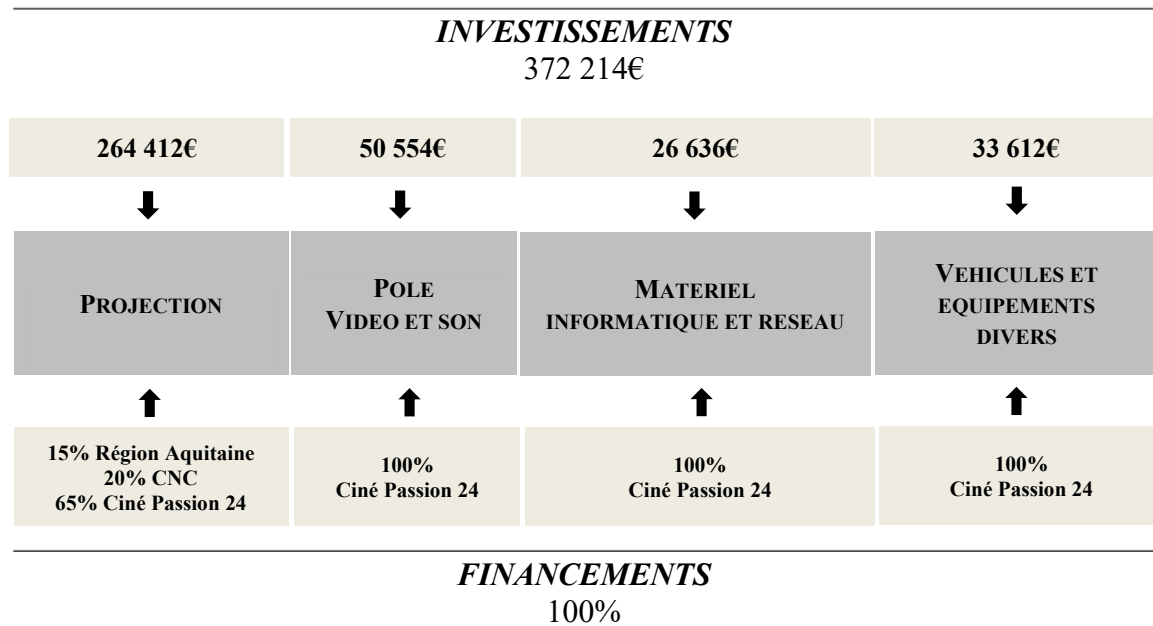 INVESTISSEMENTS
372 214€
264 412€
50 554€
26 636€
33 612€
PROJECTION
POLE
VIDEO ET SON
MATERIEL
INFORMATIQUE ET RESEAU
VEHICULES ET
EQUIPEMENTS
DIVERS
15% Région Aquitaine
20% CNC
65% Ciné Passion 24
100%
Ciné Passion 24
100%
Ciné Passion 24
100%
Ciné Passion 24
FINANCEMENTS
100%